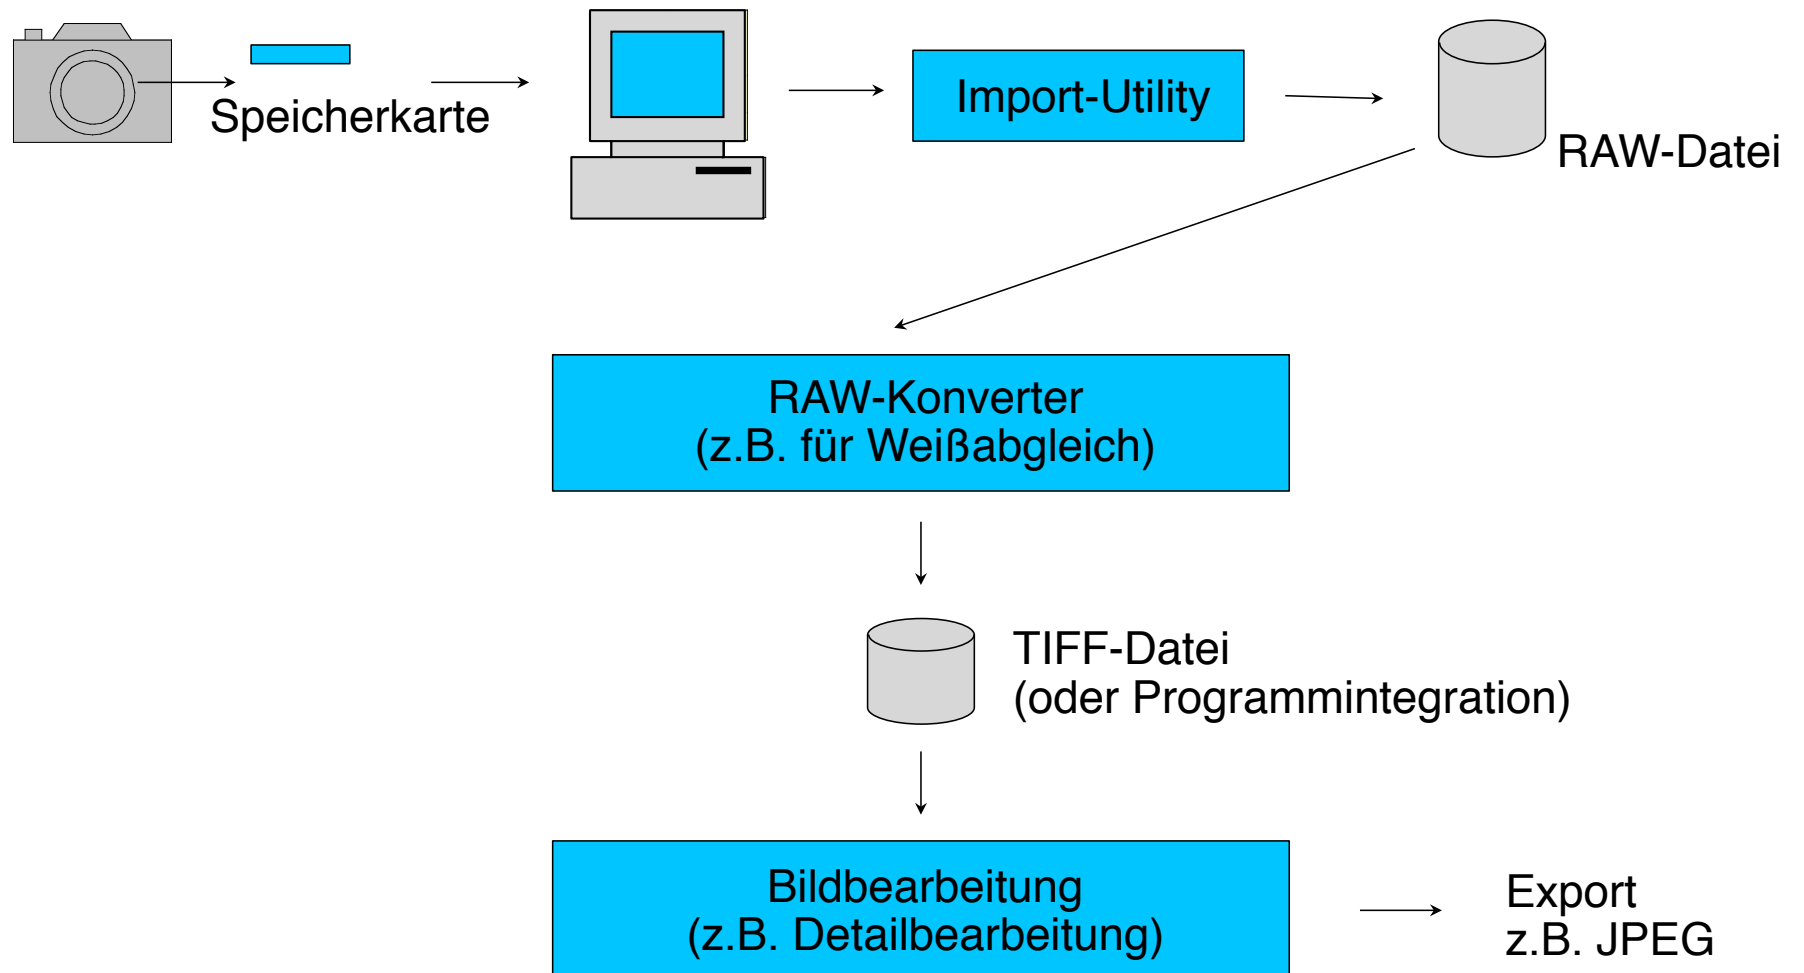 Speicherkarte
Import-Utility
RAW-Datei
RAW-Konverter
(z.B. für Weißabgleich)
TIFF-Datei
(oder Programmintegration)
Bildbearbeitung
(z.B. Detailbearbeitung)
Export
z.B. JPEG